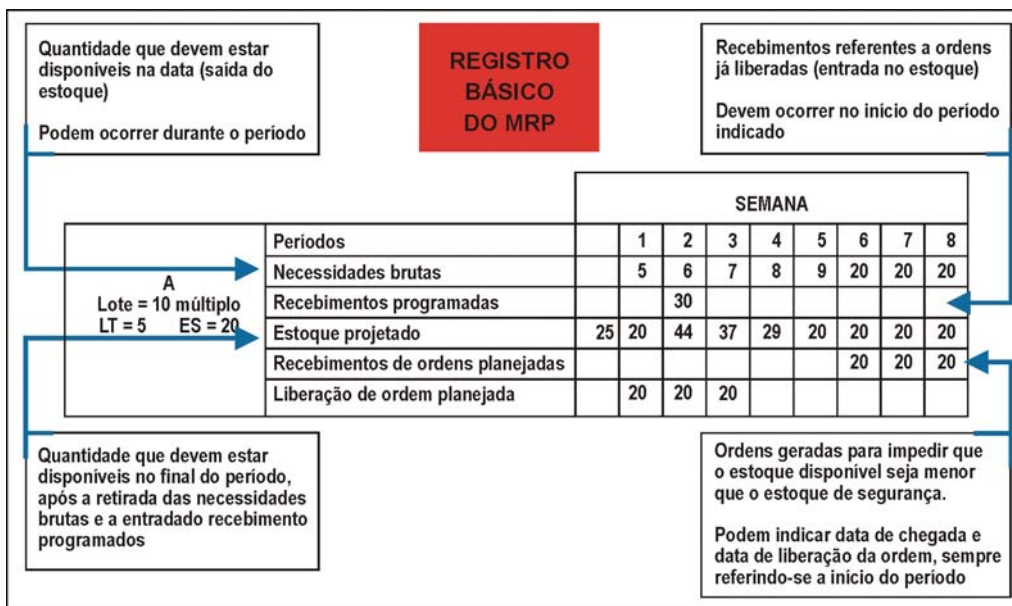 Quantidade que devem estar
disponíveis na data (saída do
estoque)
Podem ocorrer durante o período
REGISTRO
BÁSICO
DO MRP
Recebimentos referentes a ordens
já liberadas (entrada no estoque)
Devem ocorrer no início do período
indicado
SEMANA
Períodos 1 2 3 4 5 6 7 8
Necessidades brutas 5 6 7 8 9 20 20 20
Recebimentos programadas 30
Estoque projetado 25 20 44 37 29 20 20 20 20
Recebimentos de ordens planejadas 20 20 20
Liberação de ordem planejada 20 20 20
A
Lote = 10 múltiplo
LT = 5 ES = 20
Quantidade que devem estar
disponíveis no final do período,
após a retirada das necessidades
brutas e a entradado recebimento
programados
Ordens geradas para impedir que
o estoque disponível seja menor
que o estoque de segurança.
Podem indicar data de chegada e
data de liberação da ordem, sempre
referindo-se a início do período